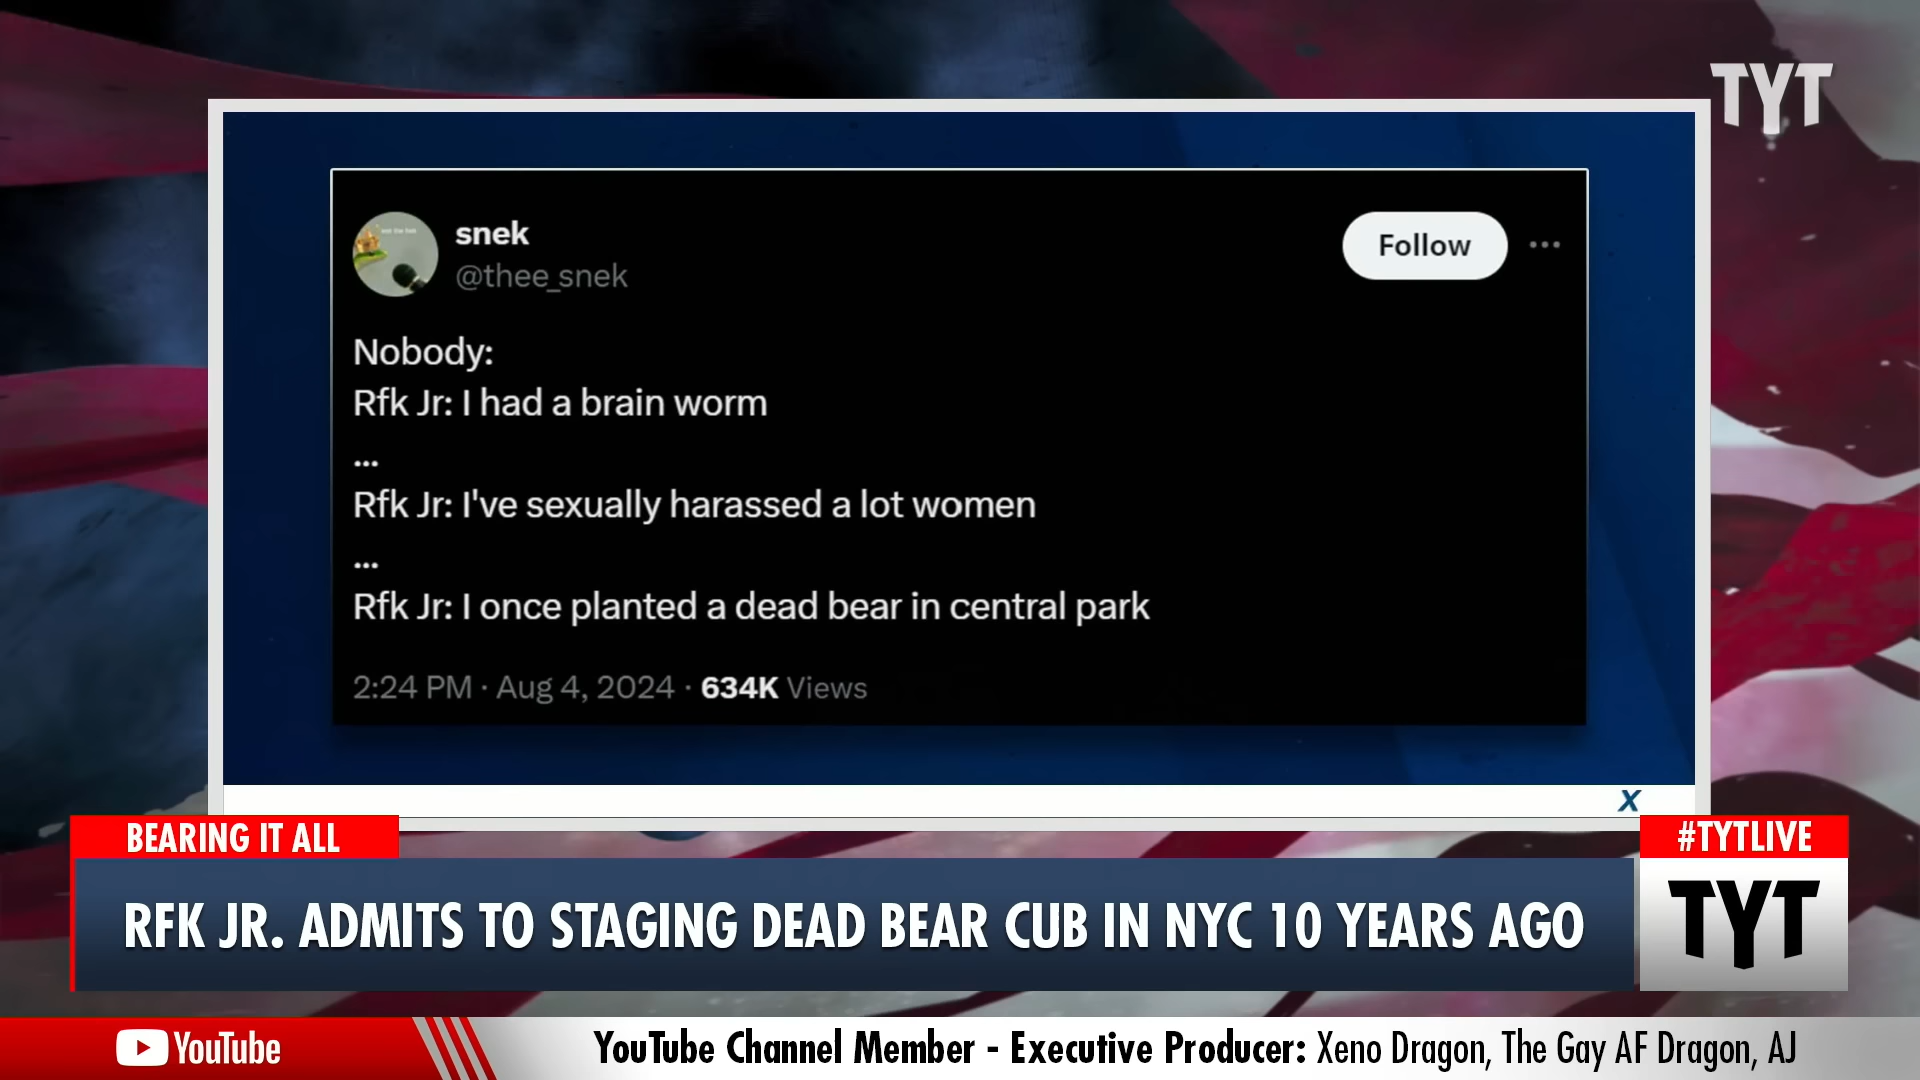 TYT
snek
@thee_snek
Follow
Nobody:
Rfk Jr: I had a brain worm
...
Rfk Jr: I've sexually harassed a lot women
...
Rfk Jr: I once planted a dead bear in central park
2:24 PM · Aug 4, 2024 · 634K Views
X
BEARING IT ALL
#TYTLIVE
RFK JR. ADMITS TO STAGING DEAD BEAR CUB IN NYC 10 YEARS AGO
TYT
YouTube
YouTube Channel Member - Executive Producer: Xeno Dragon, The Gay AF Dragon, AJ